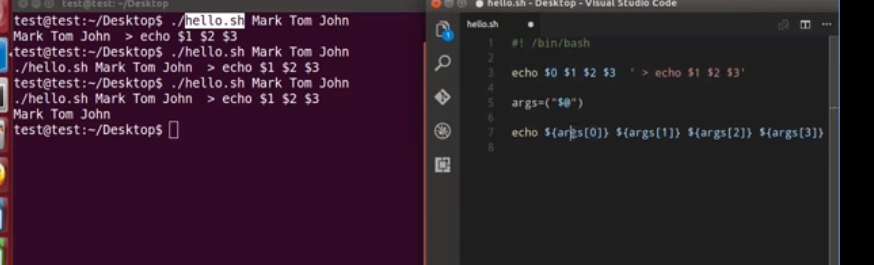 test@test: ~/Desktop
test@test:~/Desktop$ ./hello.sh Mark Tom John
Mark Tom John  > echo $1 $2 $3
test@test:~/Desktop$ ./hello.sh Mark Tom John
./hello.sh Mark Tom John  > echo $1 $2 $3
test@test:~/Desktop$ ./hello.sh Mark Tom John
./hello.sh Mark Tom John  > echo $1 $2 $3
Mark Tom John
test@test:~/Desktop$
hello.sh - Desktop - Visual Studio Code
hello.sh
1 #! /bin/bash
2
3 echo $0 $1 $2 $3  ' > echo $1 $2 $3'
4
5 args=("$@")
6
7 echo ${args[0]} ${args[1]} ${args[2]} ${args[3]}
8
1